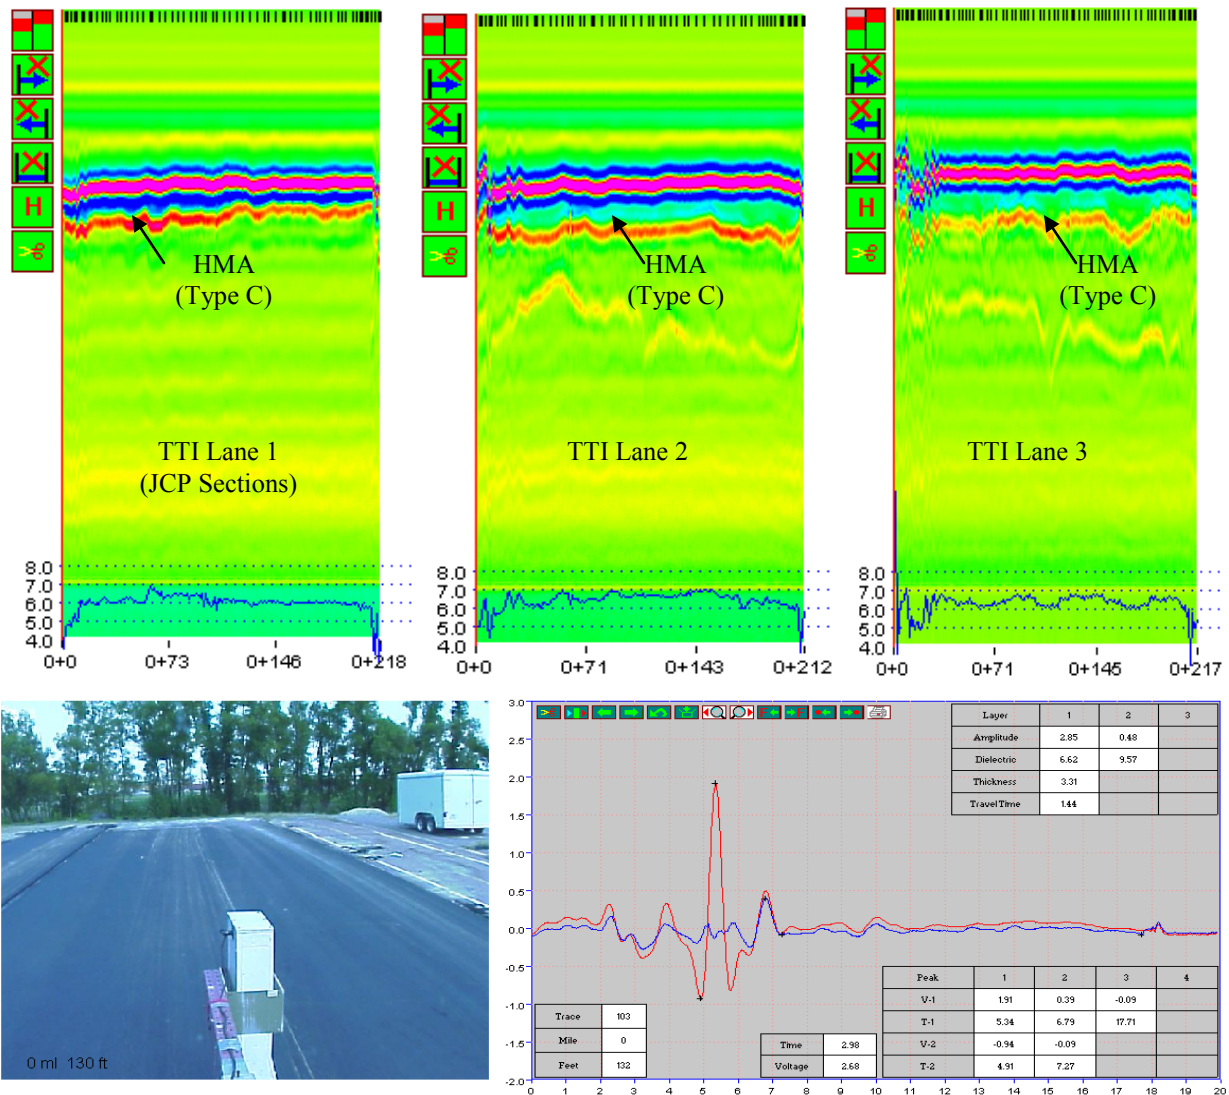 H
HMA
(Type C)
TTI Lane 1
(JCP Sections)
8.0
7.0
6.0
5.0
4.0
0+0 0+73 0+146 0+218
H
HMA
(Type C)
TTI Lane 2
8.0
7.0
6.0
5.0
4.0
0+0 0+71 0+143 0+212
H
HMA
(Type C)
TTI Lane 3
8.0
7.0
6.0
5.0
4.0
0+0 0+71 0+145 0+217
0 ml 130 ft
3.0
2.5
2.0
1.5
1.0
0.5
0.0
-0.5
-1.0
-1.5
-2.0
0 1 2 3 4 5 6 7 8 9 10 11 12 13 14 15 16 17 18 19 20
F F
Layer 1 2 3
Amplitude 2.85 0.48
Dielectric 6.62 9.57
Thickness 3.31
Travel Time 1.44
Trace 103
Mile 0
Feet 132
Time 2.98
Voltage 2.68
Peak 1 2 3 4
V-1 1.91 0.39 -0.09
T-1 5.34 6.79 17.71
V-2 -0.94 -0.09
T-2 4.91 7.27